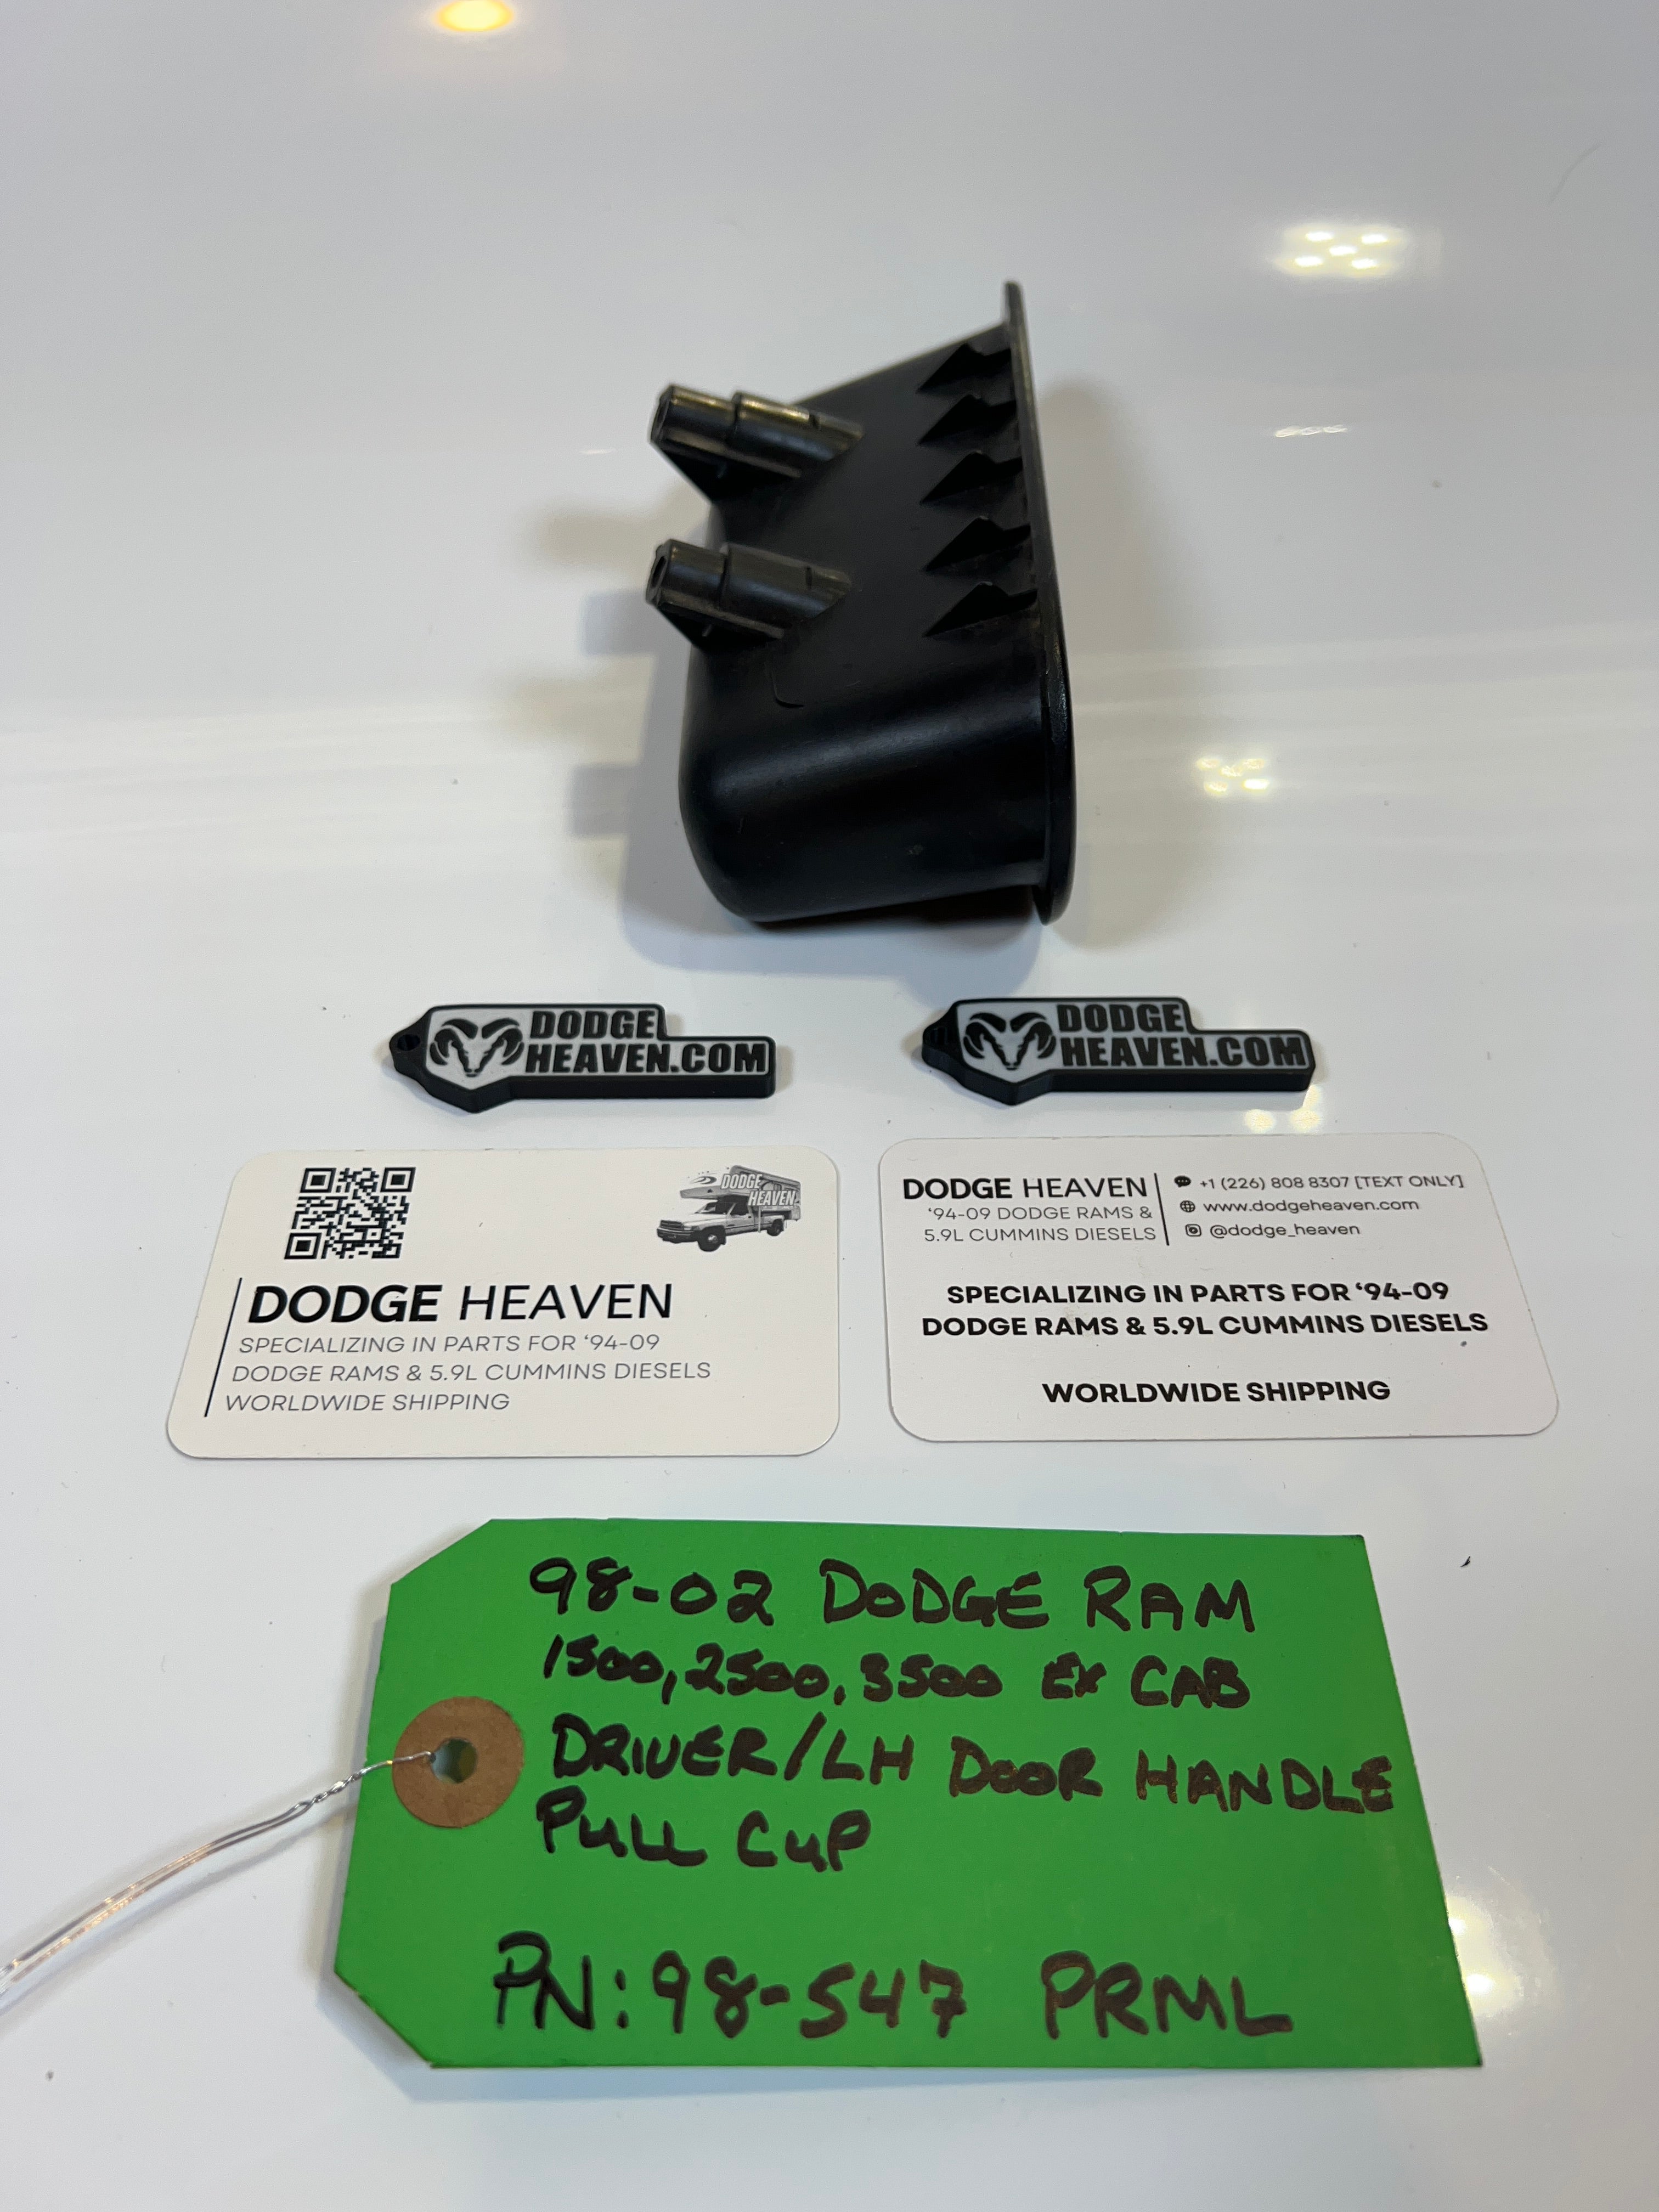 DODGE
HEAVEN.COM
DODGE
HEAVEN.COM
DODGE
HEAVEN
DODGE HEAVEN
SPECIALIZING IN PARTS FOR ‘94-09
DODGE RAMS & 5.9L CUMMINS DIESELS
WORLDWIDE SHIPPING
DODGE HEAVEN
‘94-09 DODGE RAMS &
5.9L CUMMINS DIESELS
+1 (226) 808 8307 [TEXT ONLY]
www.dodgeheaven.com
@dodge_heaven
SPECIALIZING IN PARTS FOR ‘94-09
DODGE RAMS & 5.9L CUMMINS DIESELS
WORLDWIDE SHIPPING
98-02 DODGE RAM
1500, 2500, 3500 EX CAB
DRIVER/LH DOOR HANDLE
PULL CUP
PN: 98-547 PRML